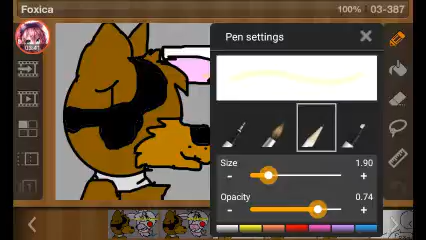 Foxica
100%
03-387
Pen settings
Size
1.90
-
+
Opacity
0.74
-
+